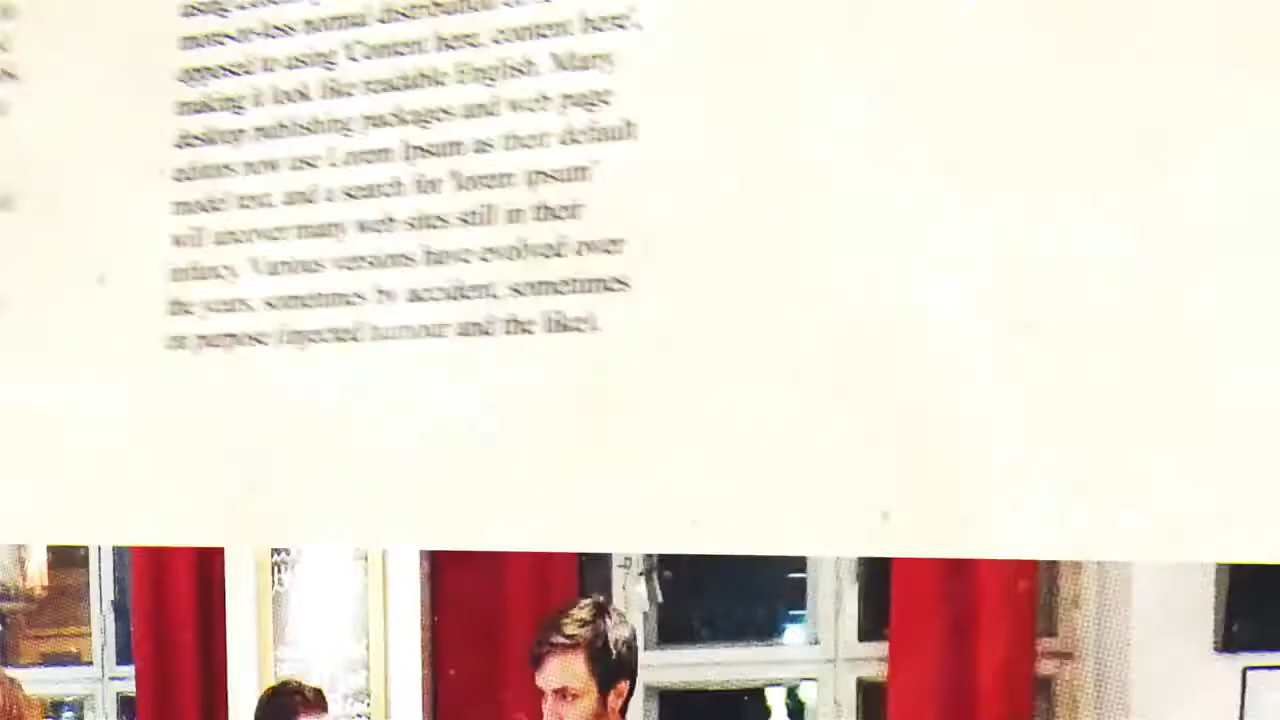 more-or-less normal distribution of
opposed to using 'Content here, content here',
making it look like readable English. Many
desktop publishing packages and web page
editors now use Lorem Ipsum as their default
model text, and a search for 'lorem ipsum'
will uncover many web sites still in their
infancy. Various versions have evolved over
the years, sometimes by accident, sometimes
on purpose (injected humour and the like).